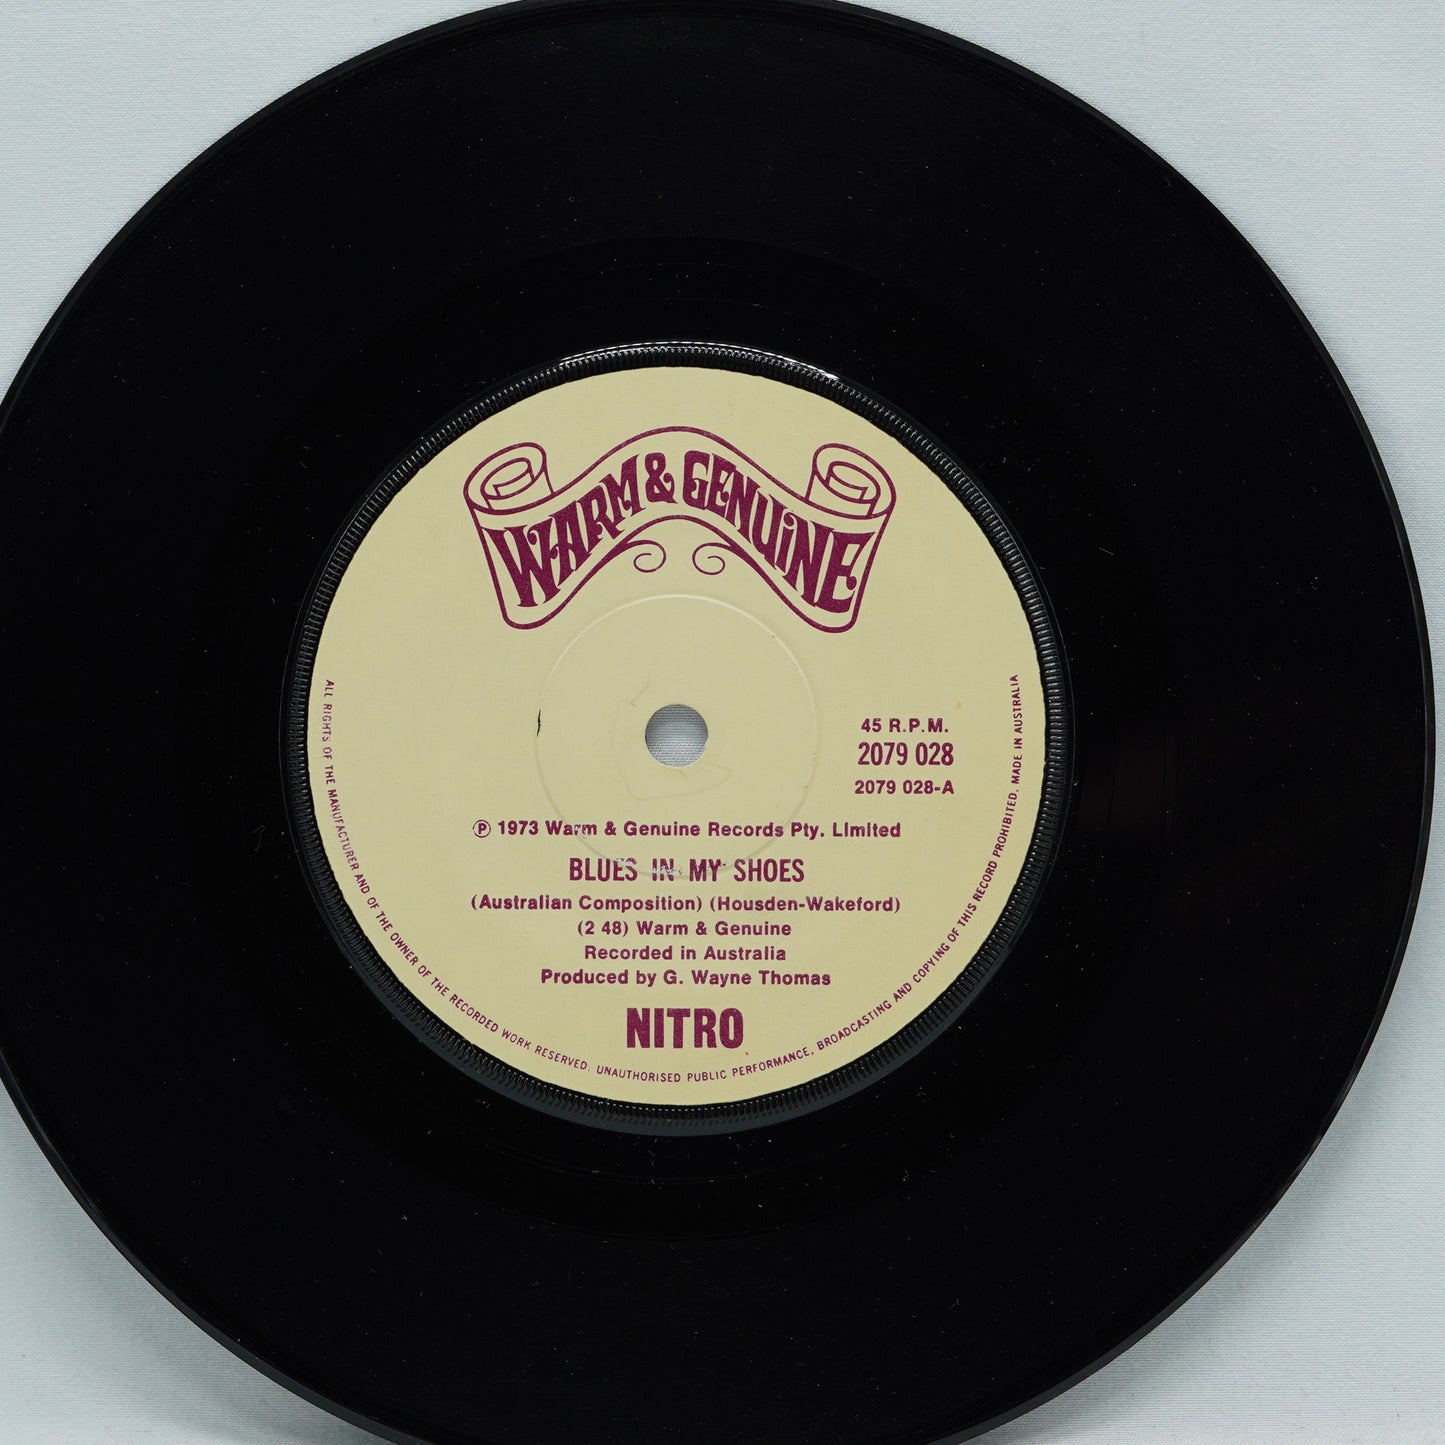 WARM & GENUINE
45 R.P.M.
2079 028
2079 028-A
℗ 1973 Warm & Genuine Records Pty. Limited
BLUES IN MY SHOES
(Australian Composition) (Housden-Wakeford)
(2 48) Warm & Genuine
Recorded in Australia
Produced by G. Wayne Thomas
NITRO
ALL RIGHTS OF THE MANUFACTURER AND OF THE OWNER OF THE RECORDED WORK RESERVED. UNAUTHORISED PUBLIC PERFORMANCE, BROADCASTING AND COPYING OF THIS RECORD PROHIBITED. MADE IN AUSTRALIA